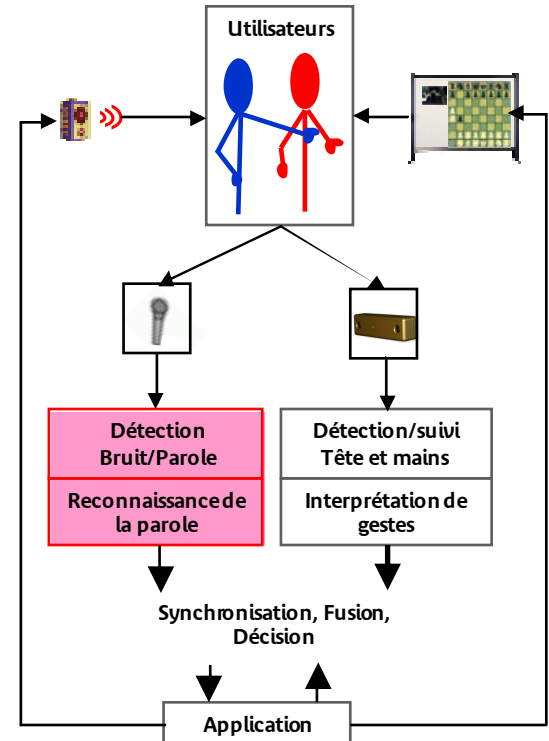 Utilisateurs
Détection
Bruit/Parole
Reconnaissance de
la parole
Détection/suivi
Tête et mains
Interprétation de
gestes
Synchronisation, Fusion,
Décision
Application